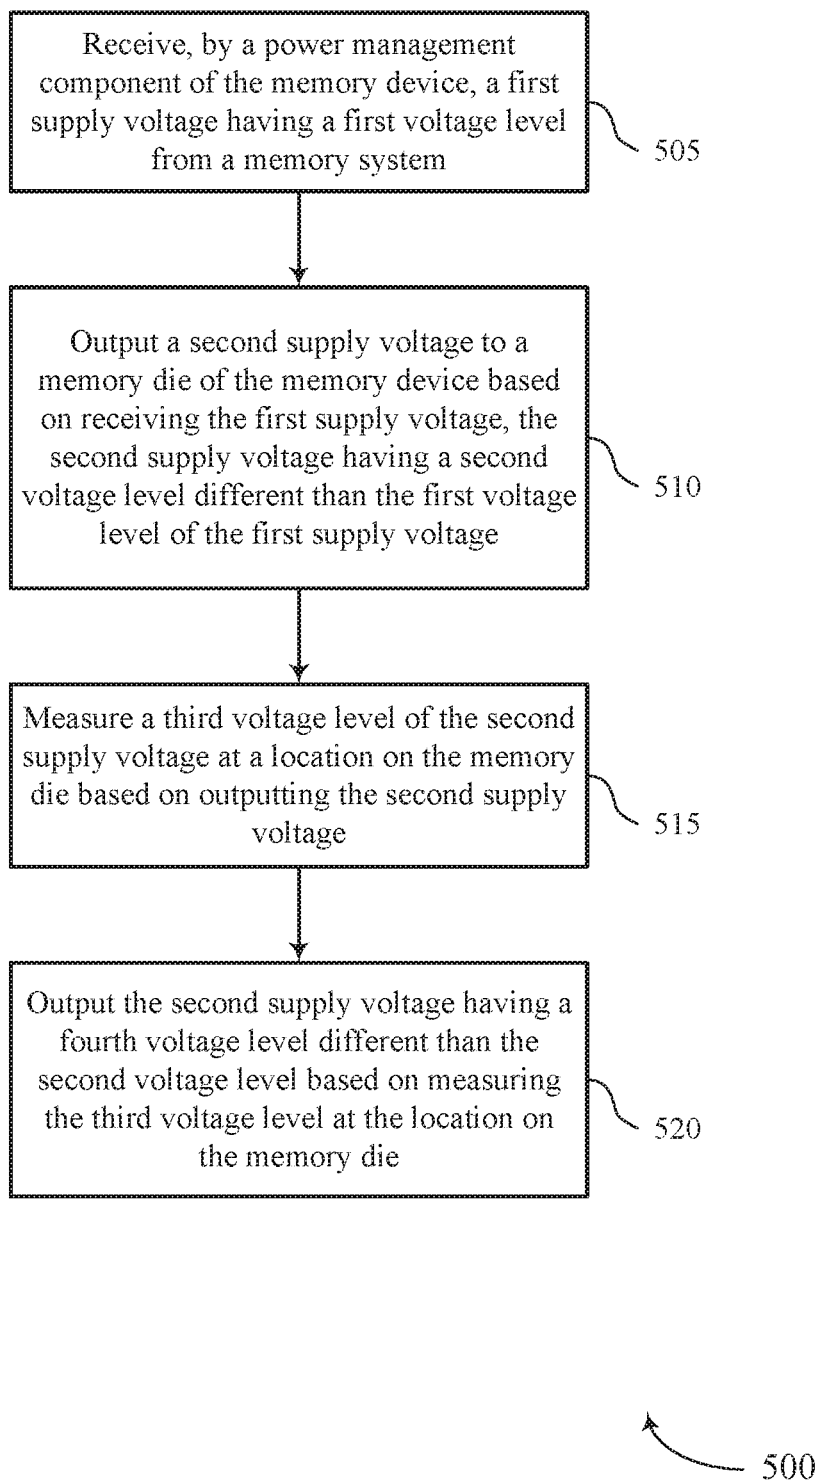 Receive, by a power management
component of the memory device, a first
supply voltage having a first voltage level
from a memory system
505
Output a second supply voltage to a
memory die of the memory device based
on receiving the first supply voltage, the
second supply voltage having a second
voltage level different than the first voltage
level of the first supply voltage
510
Measure a third voltage level of the second
supply voltage at a location on the memory
die based on outputting the second supply
voltage
515
Output the second supply voltage having a
fourth voltage level different than the
second voltage level based on measuring
the third voltage level at the location on
the memory die
520
500